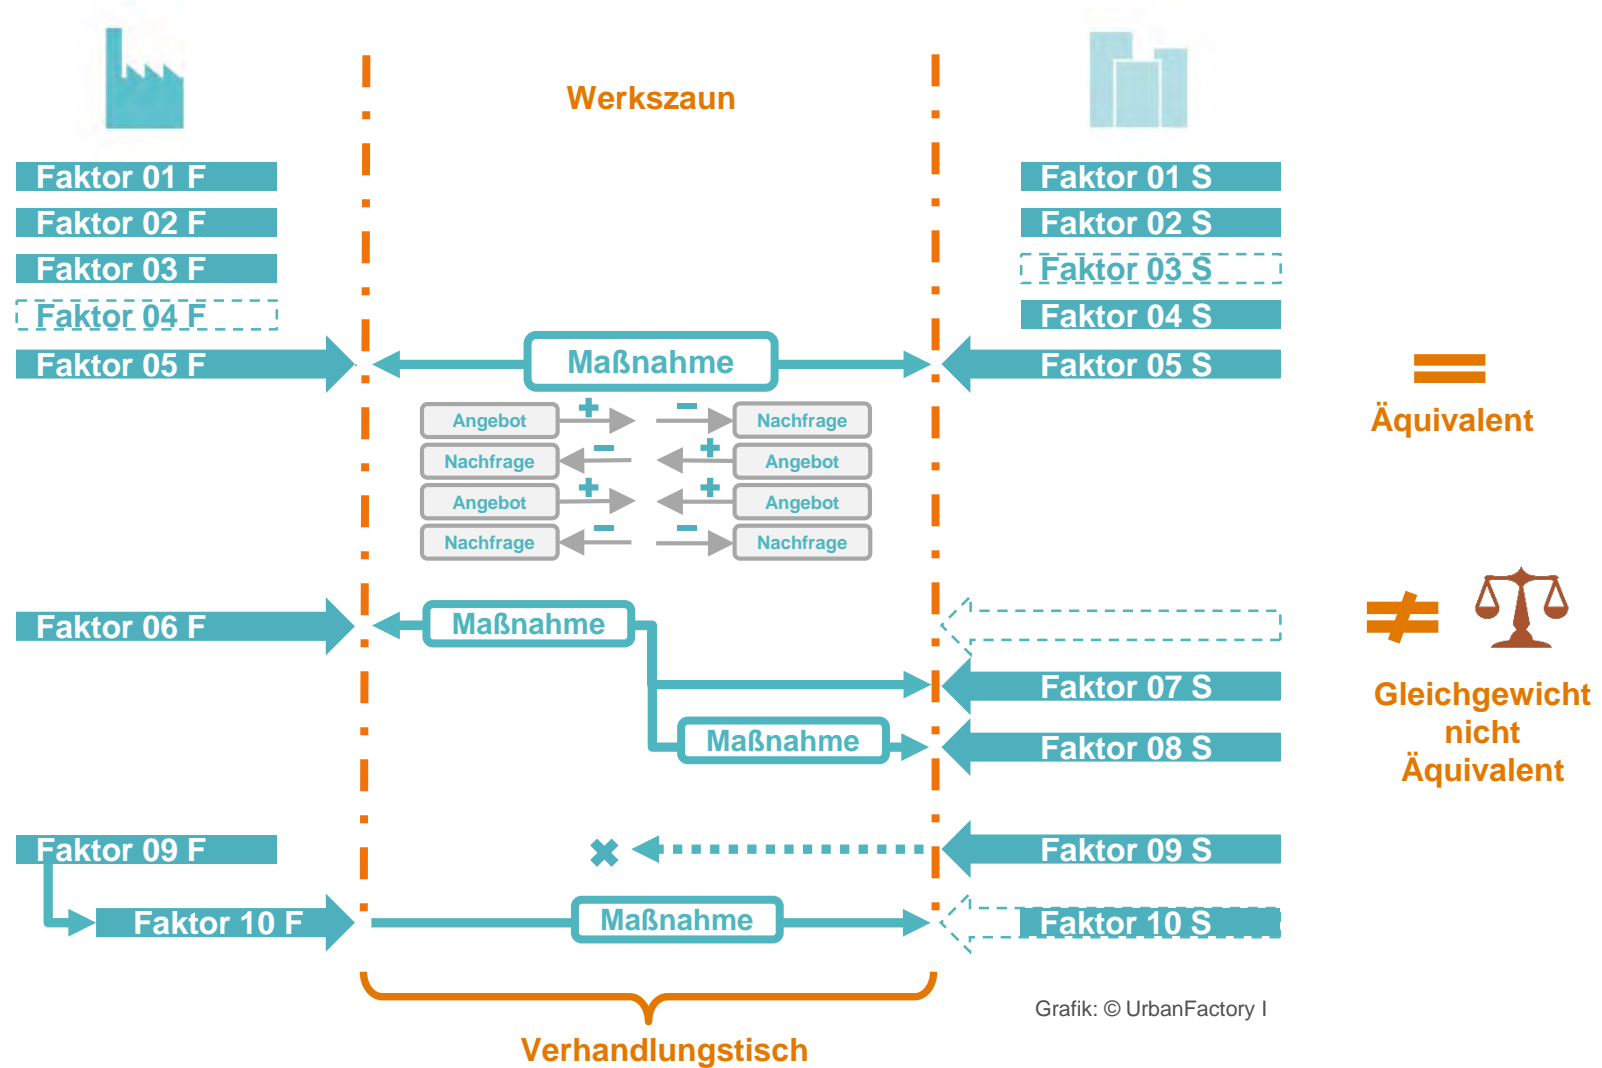 Werkszaun
Faktor 01 F
Faktor 01 S
Faktor 02 F
Faktor 02 S
Faktor 03 F
Faktor 03 S
Faktor 04 F
Faktor 04 S
Faktor 05 F
Maßnahme
Faktor 05 S
Äquivalent
Angebot
+
−
Nachfrage
Nachfrage
−
+
Angebot
Angebot
+
+
Angebot
Nachfrage
−
−
Nachfrage
Faktor 06 F
Maßnahme
Faktor 07 S
Maßnahme
Faktor 08 S
Gleichgewicht
nicht
Äquivalent
Faktor 09 F
Faktor 09 S
Faktor 10 F
Maßnahme
Faktor 10 S
Grafik: © UrbanFactory I
Verhandlungstisch